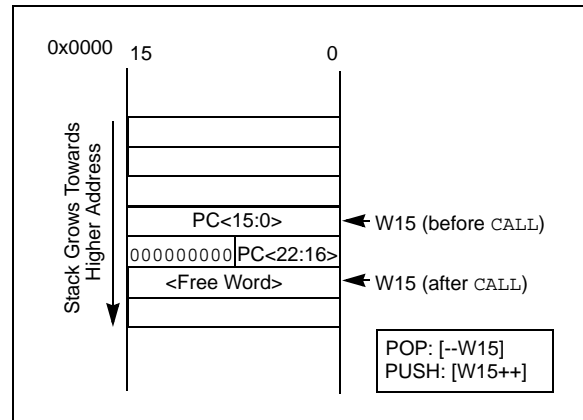 0x0000
15 0
Stack Grows Towards
Higher Address
PC<15:0>
W15 (before CALL)
000000000 PC<22:16>
<Free Word>
W15 (after CALL)
POP: [--W15]
PUSH: [W15++]